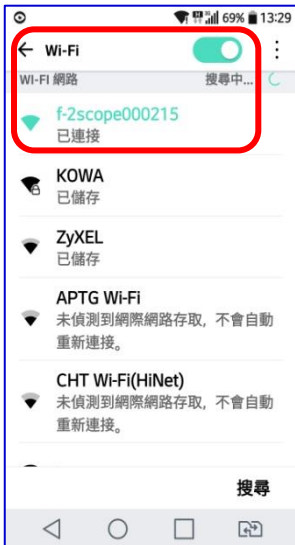 69% 13:29
Wi-Fi
WI-FI 網路 搜尋中...
f-2scope000215
已連接
KOWA
已儲存
ZyXEL
已儲存
APTG Wi-Fi
未偵測到網際網路存取，不會自動
重新連接。
CHT Wi-Fi(HiNet)
未偵測到網際網路存取，不會自動
重新連接。
搜尋